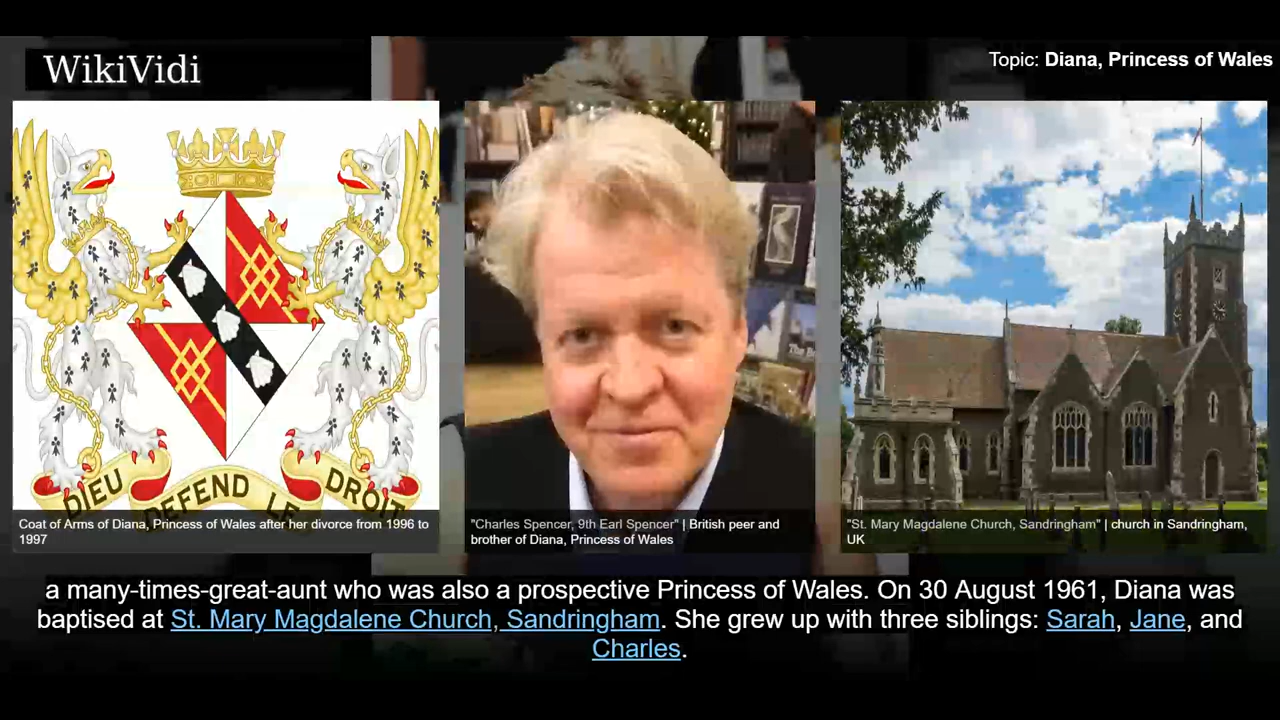 WikiVidi
Topic: Diana, Princess of Wales
DIEU DEFEND LE DROIT
Coat of Arms of Diana, Princess of Wales after her divorce from 1996 to
1997
"Charles Spencer, 9th Earl Spencer" | British peer and
brother of Diana, Princess of Wales
"St. Mary Magdalene Church, Sandringham" | church in Sandringham,
UK
a many-times-great-aunt who was also a prospective Princess of Wales. On 30 August 1961, Diana was
baptised at St. Mary Magdalene Church, Sandringham. She grew up with three siblings: Sarah, Jane, and
Charles.